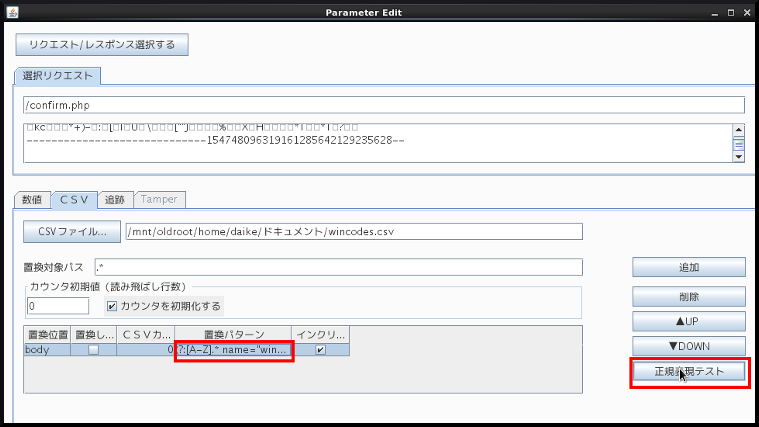 Parameter Edit
リクエスト/レスポンス選択する
選択リクエスト
/confirm.php
-----------------------------154748096319161285642129235628--
数値 CSV 追跡 Tamper
CSVファイル... /mnt/oldroot/home/daike/ドキュメント/wincodes.csv
置換対象パス .*
追加
カウンタ初期値（読み飛ばし行数）
削除
0 カウンタを初期化する
▲UP
置換位置 置換し... CSVカ... 置換パターン インクリ...
▼DOWN
body 0 ?:[A-Z].* name="win...
正規表現テスト